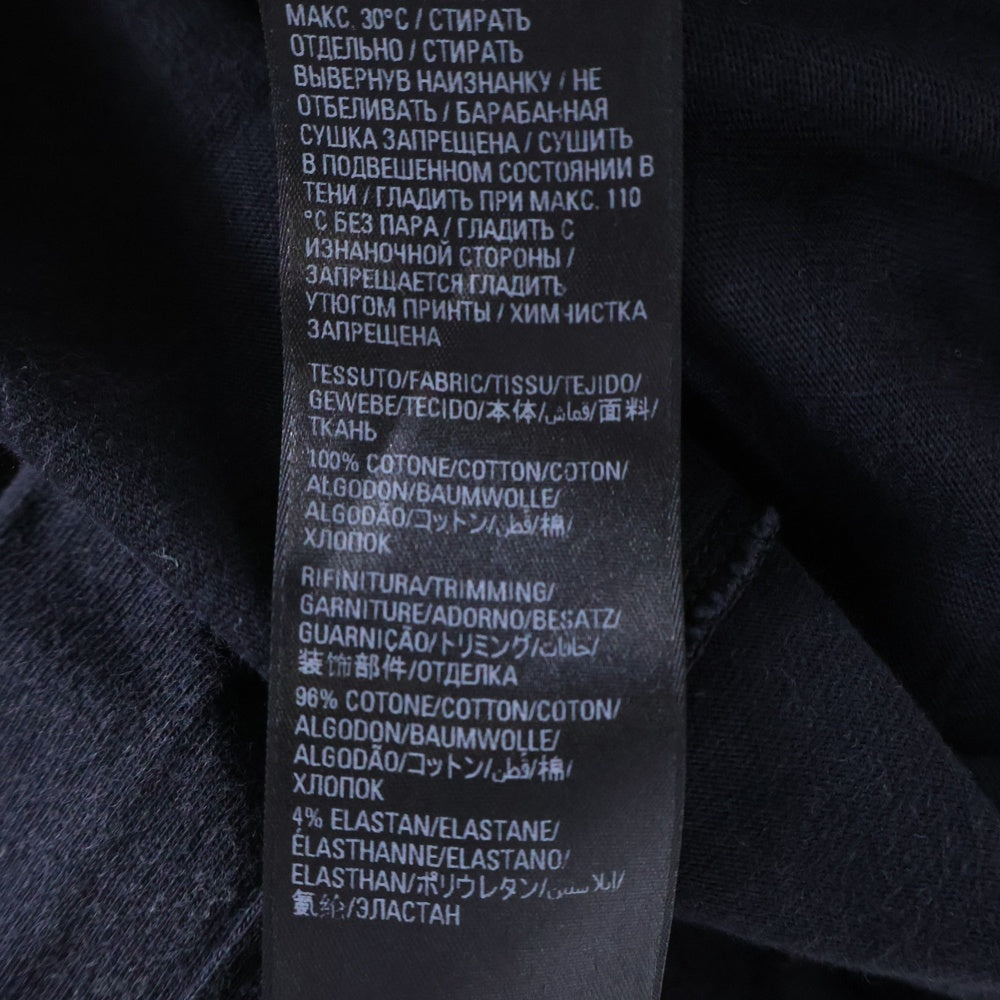 МАКС. 30°C / СТИРАТЬ
ОТДЕЛЬНО / СТИРАТЬ
ВЫВЕРНУВ НАИЗНАНКУ / НЕ
ОТБЕЛИВАТЬ / БАРАБАННАЯ
СУШКА ЗАПРЕЩЕНА / СУШИТЬ
В ПОДВЕШЕННОМ СОСТОЯНИИ В
ТЕНИ / ГЛАДИТЬ ПРИ МАКС. 110
°C БЕЗ ПАРА / ГЛАДИТЬ С
ИЗНАНОЧНОЙ СТОРОНЫ /
ЗАПРЕЩАЕТСЯ ГЛАДИТЬ
УТЮГОМ ПРИНТЫ / ХИМЧИСТКА
ЗАПРЕЩЕНА
TESSUTO/FABRIC/TISSU/TEJIDO/
GEWEBE/TECIDO/本体/قماش/面料/
ТКАНЬ
100% COTONE/COTTON/COTON/
ALGODON/BAUMWOLLE/
ALGODÃO/コットン/قطن/棉/
ХЛОПОК
RIFINITURA/TRIMMING/
GARNITURE/ADORNO/BESATZ/
GUARNIÇÃO/トリミング/
装饰部件/ОТДЕЛКА
96% COTONE/COTTON/COTON/
ALGODON/BAUMWOLLE/
ALGODÃO/コットン/قطن/棉/
ХЛОПОК
4% ELASTAN/ELASTANE/
ÉLASTHANNE/ELASTANO/
ELASTHAN/ポリウレタン/
氨纶/ЭЛАСТАН